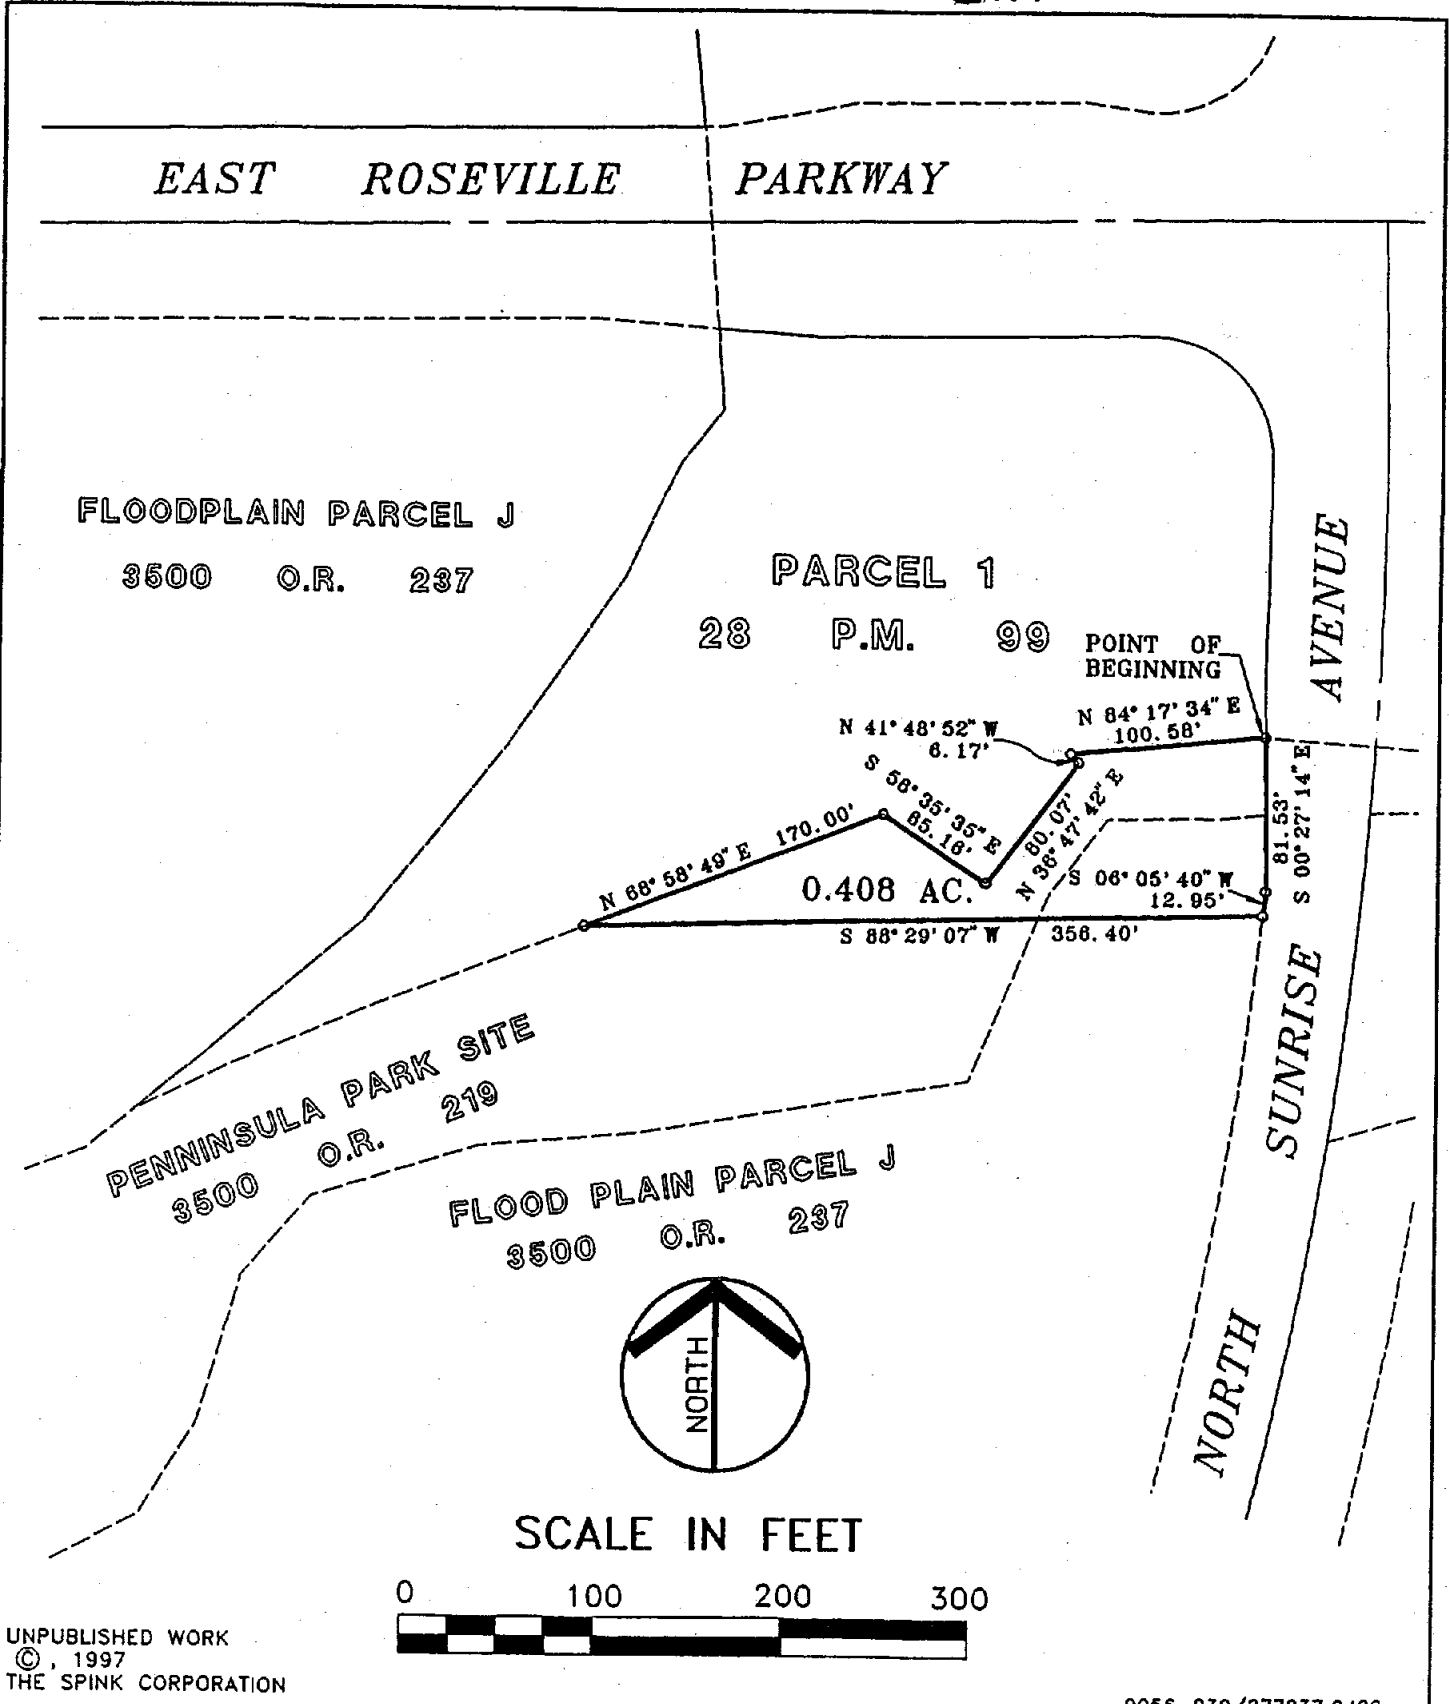 EAST ROSEVILLE PARKWAY
FLOODPLAIN PARCEL J
3500 O.R. 237
PARCEL 1
28 P.M. 99
POINT OF
BEGINNING
AVENUE
N 84° 17' 34" E
100.58'
N 41° 48' 52" W
6.17'
S 56° 35' 35" E
65.16'
80.07'
N 36° 47' 42" E
81.53'
S 00° 27' 14" E
N 68° 58' 49" E 170.00'
0.408 AC.
S 06° 05' 40" W
12.95'
S 88° 29' 07" W 356.40'
SUNRISE
PENNINSULA PARK SITE
3500 O.R. 219
FLOOD PLAIN PARCEL J
3500 O.R. 237
NORTH
NORTH
SCALE IN FEET
0 100 200 300
UNPUBLISHED WORK
©, 1997
THE SPINK CORPORATION